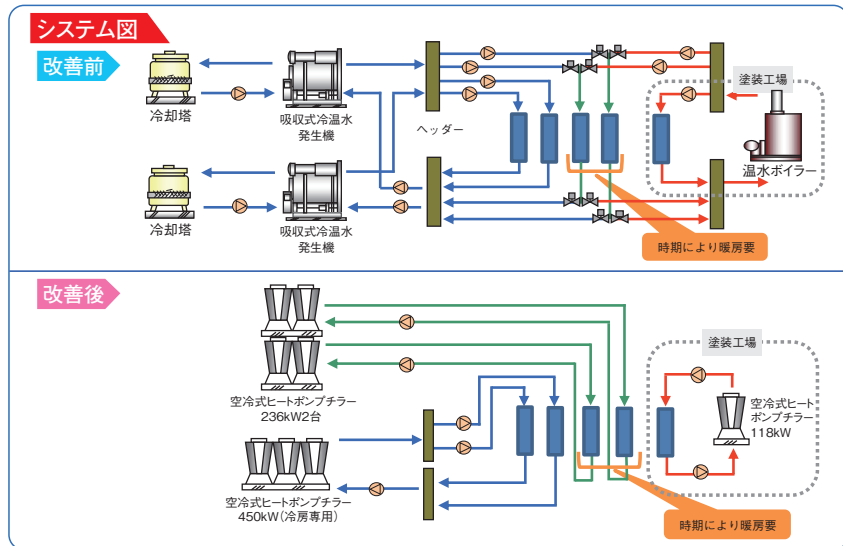 システム図
改善前
冷却塔
吸収式冷温水
発生機
ヘッダー
塗装工場
温水ボイラー
冷却塔
吸収式冷温水
発生機
時期により暖房要
改善後
空冷式ヒートポンプチラー
236kW2台
塗装工場
空冷式ヒート
ポンプチラー
118kW
空冷式ヒートポンプチラー
450kW(冷房専用)
時期により暖房要